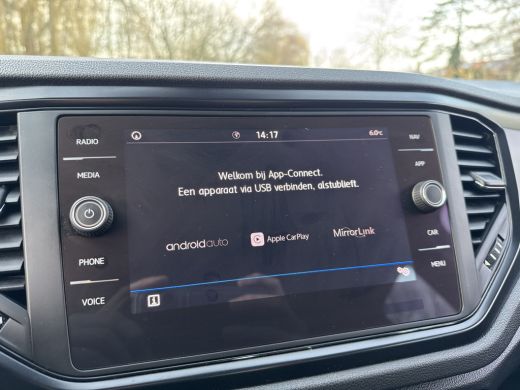 RADIO
MEDIA
PHONE
VOICE
14:17
6.0°C
Welkom bij App-Connect.
Een apparaat via USB verbinden, alstublieft.
androidauto
Apple CarPlay
MirrorLink
NAV
APP
CAR
MENU